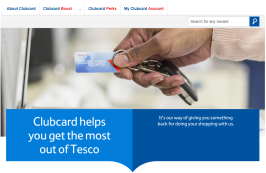 About Clubcard   Clubcard Boost   Clubcard Perks   My Clubcard Account
Search for any reward
Clubcard helps
you get the most
out of Tesco
It's our way of giving you something
back for doing your shopping with us.